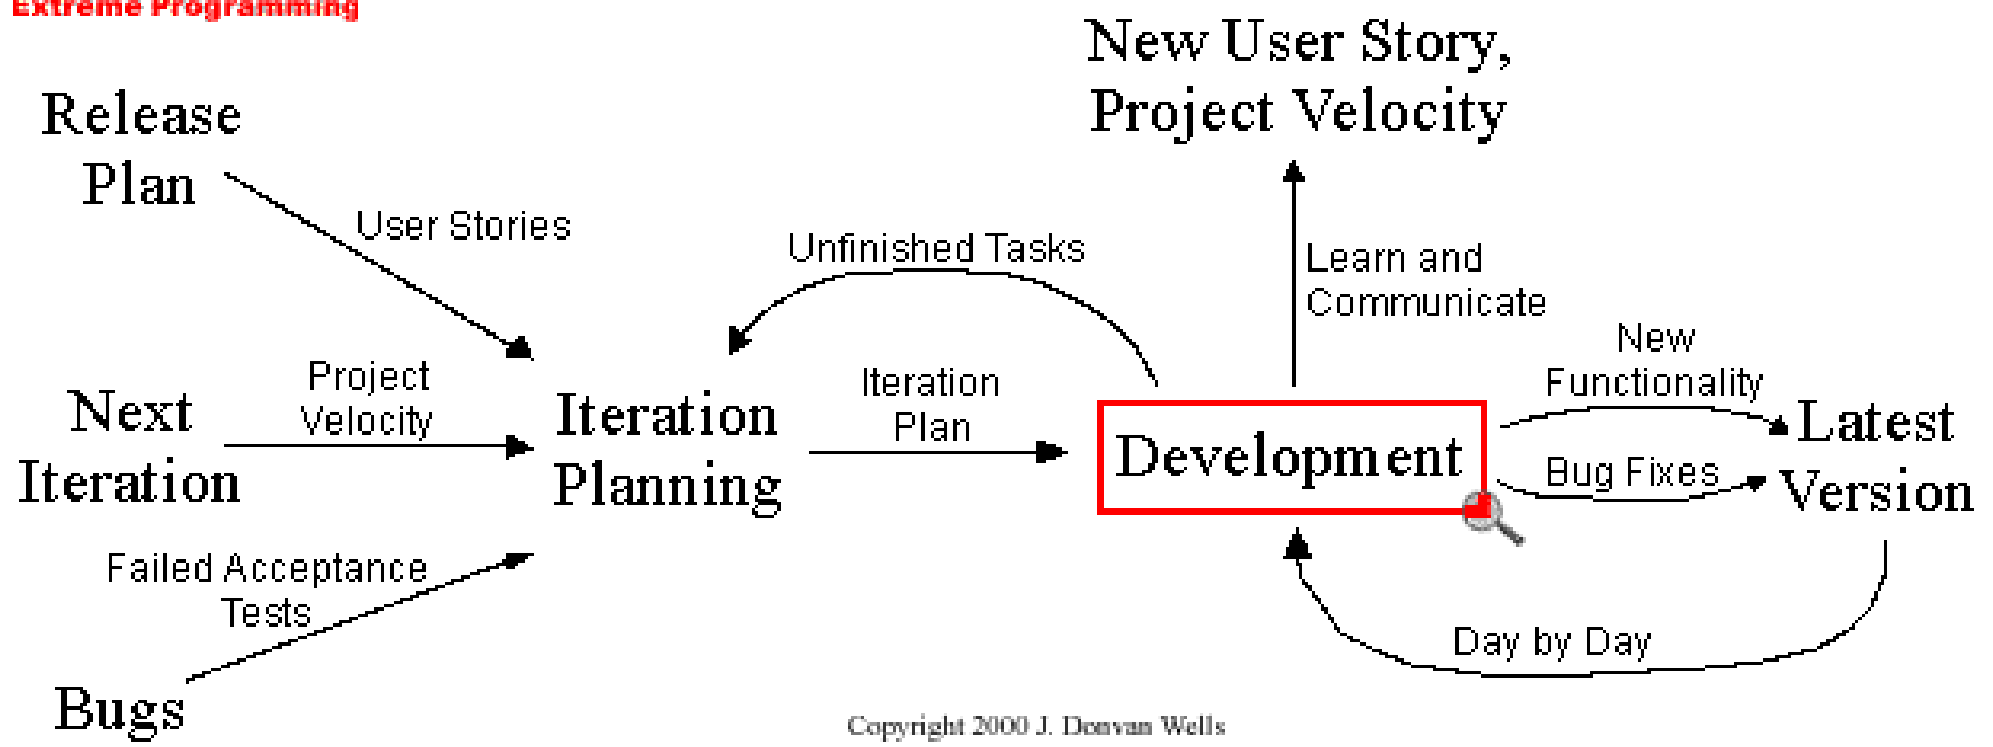 Extreme Programming
New User Story,
Project Velocity
Release
Plan
User Stories
Unfinished Tasks
Learn and
Communicate
New
Functionality
Project
Velocity
Iteration
Plan
Next
Iteration
Iteration
Planning
Development
Bug Fixes
Latest
Version
Failed Acceptance
Tests
Day by Day
Bugs
Copyright 2000 J. Donvan Wells